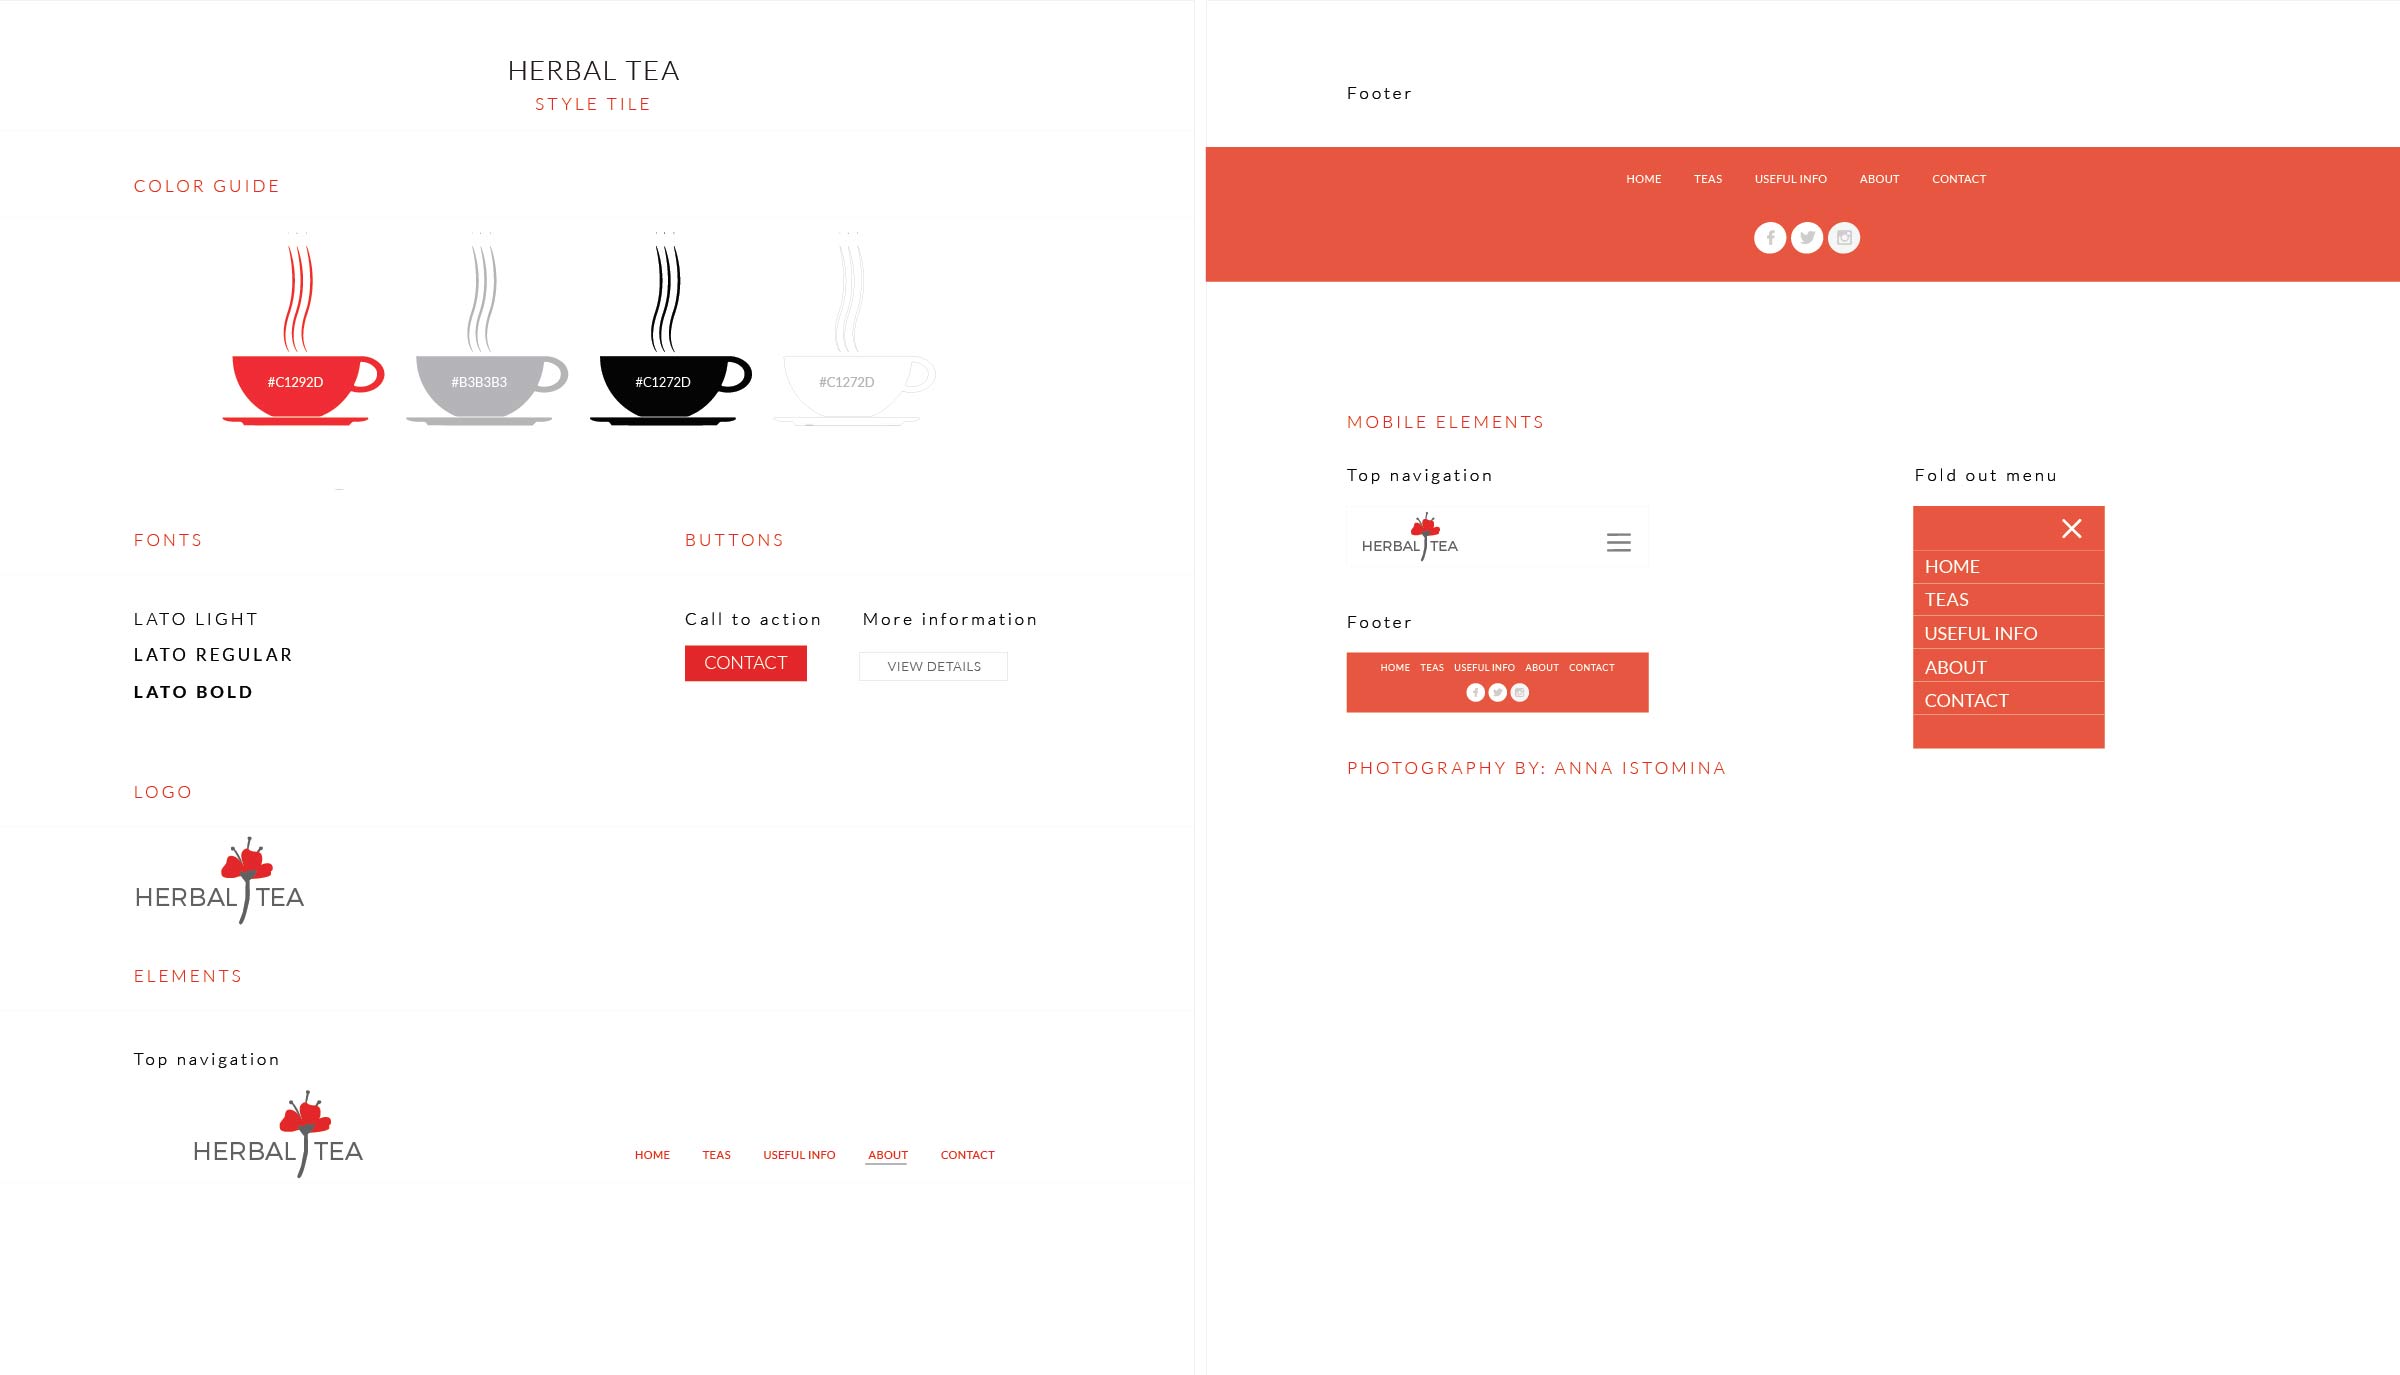 HERBAL TEA
STYLE TILE
COLOR GUIDE
#C1292D #B3B3B3 #C1272D #C1272D
FONTS
LATO LIGHT
LATO REGULAR
LATO BOLD
BUTTONS
Call to action
CONTACT
More information
VIEW DETAILS
LOGO
HERBAL TEA
ELEMENTS
Top navigation
HERBAL TEA
HOME TEAS USEFUL INFO ABOUT CONTACT
Footer
HOME TEAS USEFUL INFO ABOUT CONTACT
MOBILE ELEMENTS
Top navigation
HERBAL TEA
Footer
HOME TEAS USEFUL INFO ABOUT CONTACT
Fold out menu
HOME
TEAS
USEFUL INFO
ABOUT
CONTACT
PHOTOGRAPHY BY: ANNA ISTOMINA